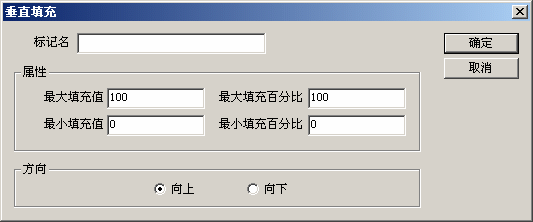 垂直填充
标记名
确定
取消
属性
最大填充值 100 最大填充百分比 100
最小填充值 0 最小填充百分比 0
方向
向上 向下